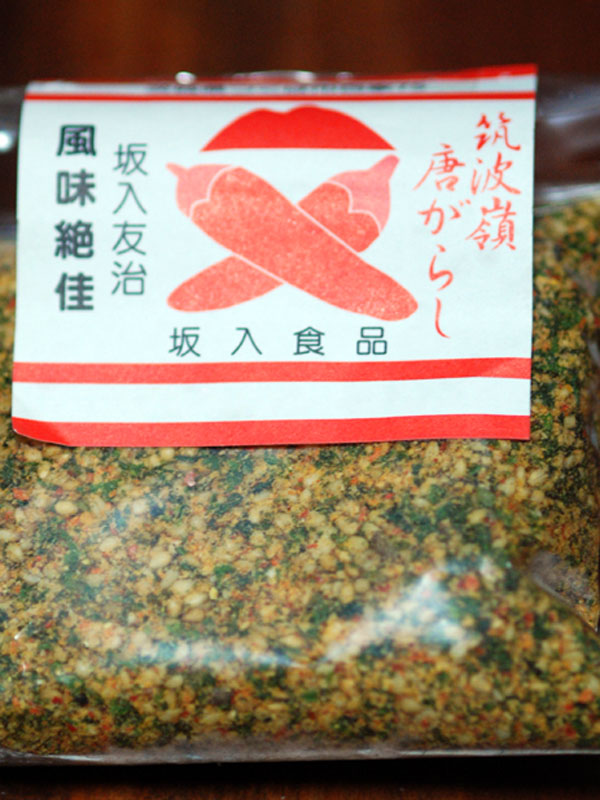 筑波嶺
唐がらし
坂入友治
風味絶佳
坂入食品